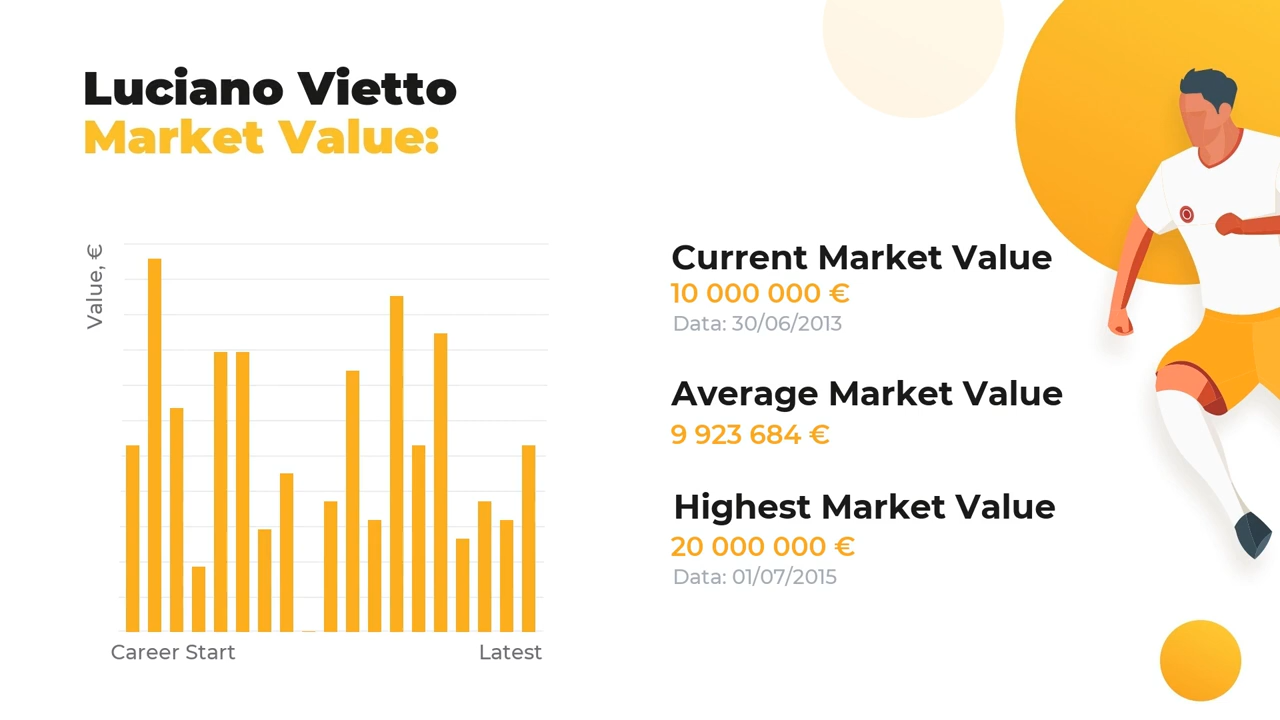 Luciano Vietto
Market Value:
Value, €
Career Start
Latest
Current Market Value
10 000 000 €
Data: 30/06/2013
Average Market Value
9 923 684 €
Highest Market Value
20 000 000 €
Data: 01/07/2015